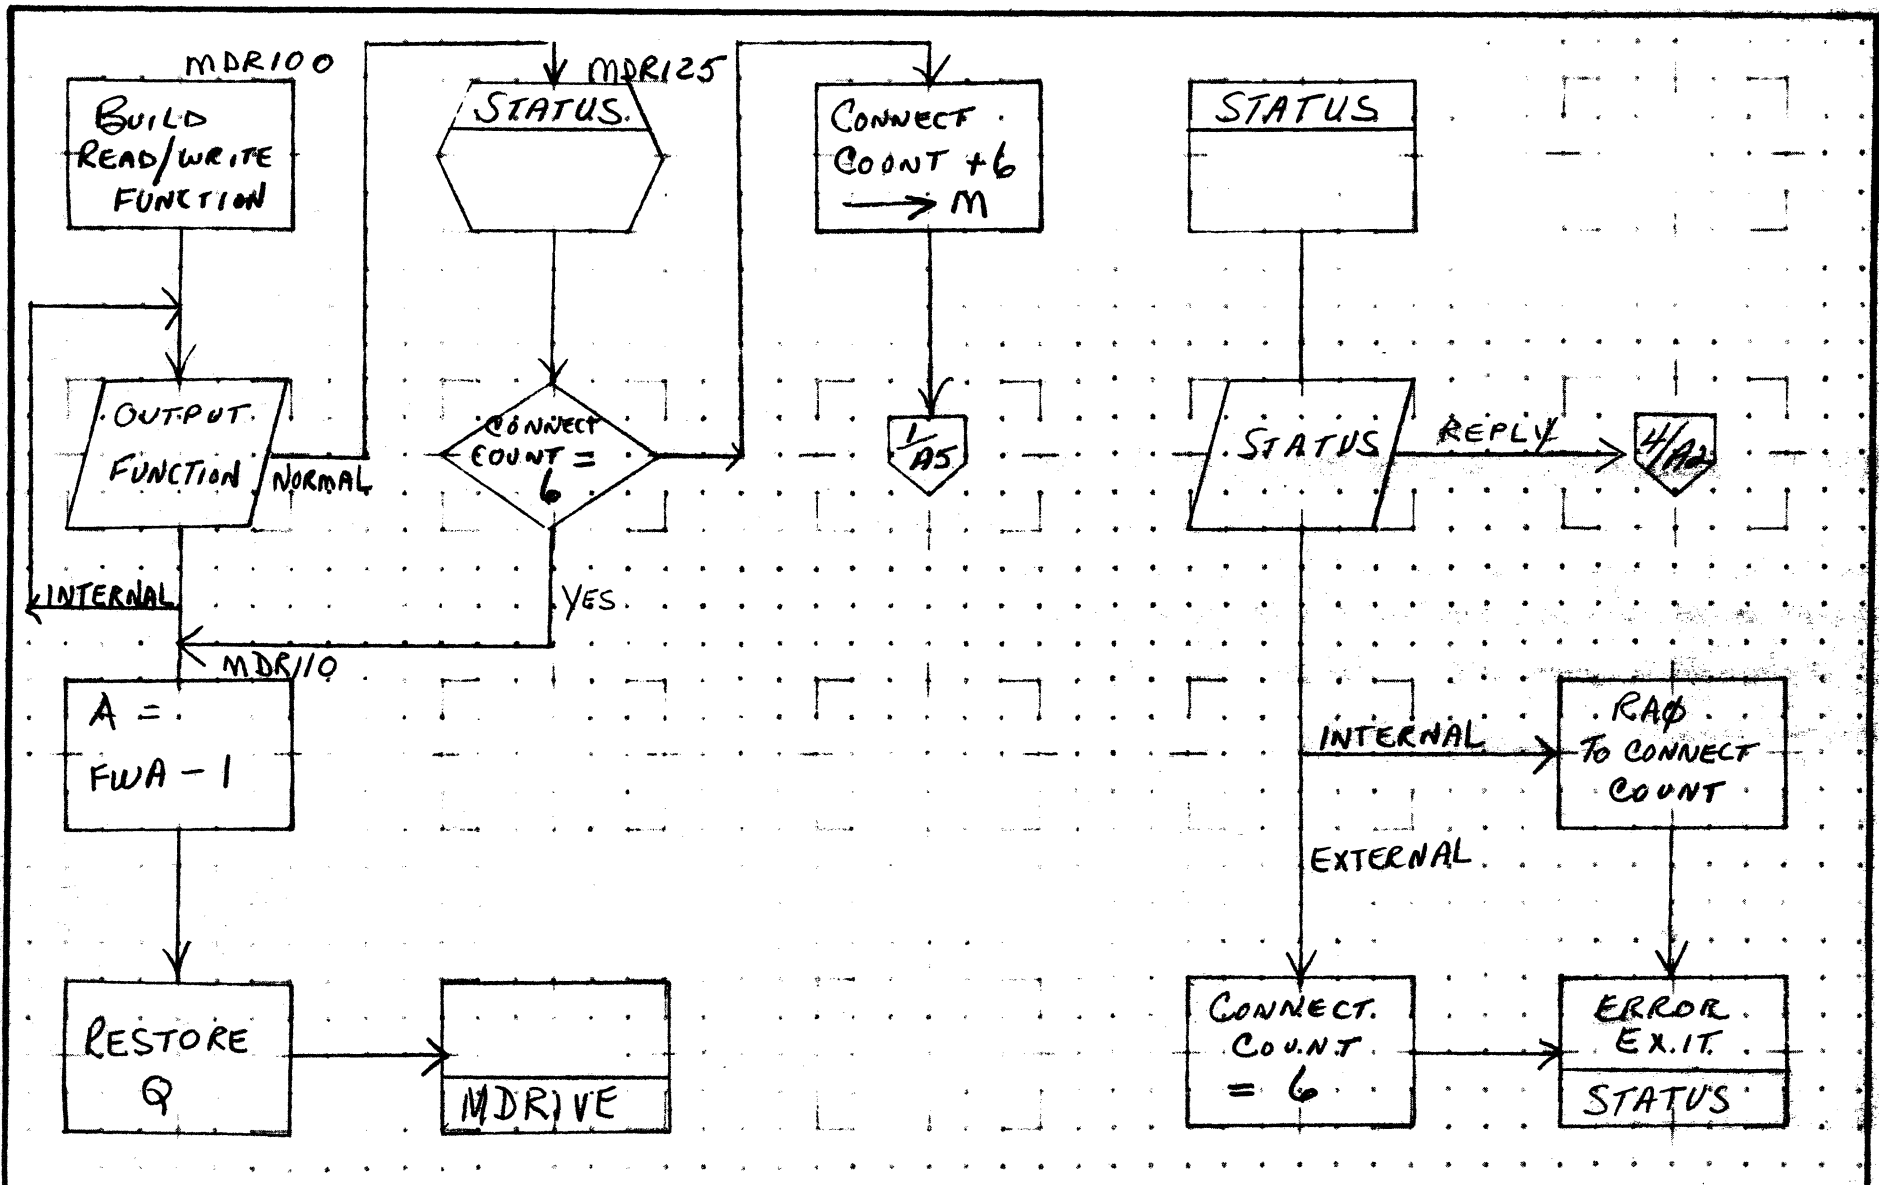 MDR100
BUILD
READ/WRITE
FUNCTION
OUTPUT
FUNCTION
NORMAL
INTERNAL
MDR110
A =
FWA - 1
RESTORE
Q
MDR125
STATUS
CONNECT
COUNT =
6
YES
MDRIVE
CONNECT
COUNT +6
→ M
1/A5
STATUS
STATUS
REPLY
4/A2
INTERNAL
RAφ
TO CONNECT
COUNT
EXTERNAL
CONNECT
COUNT
= 6
ERROR
EXIT
STATUS